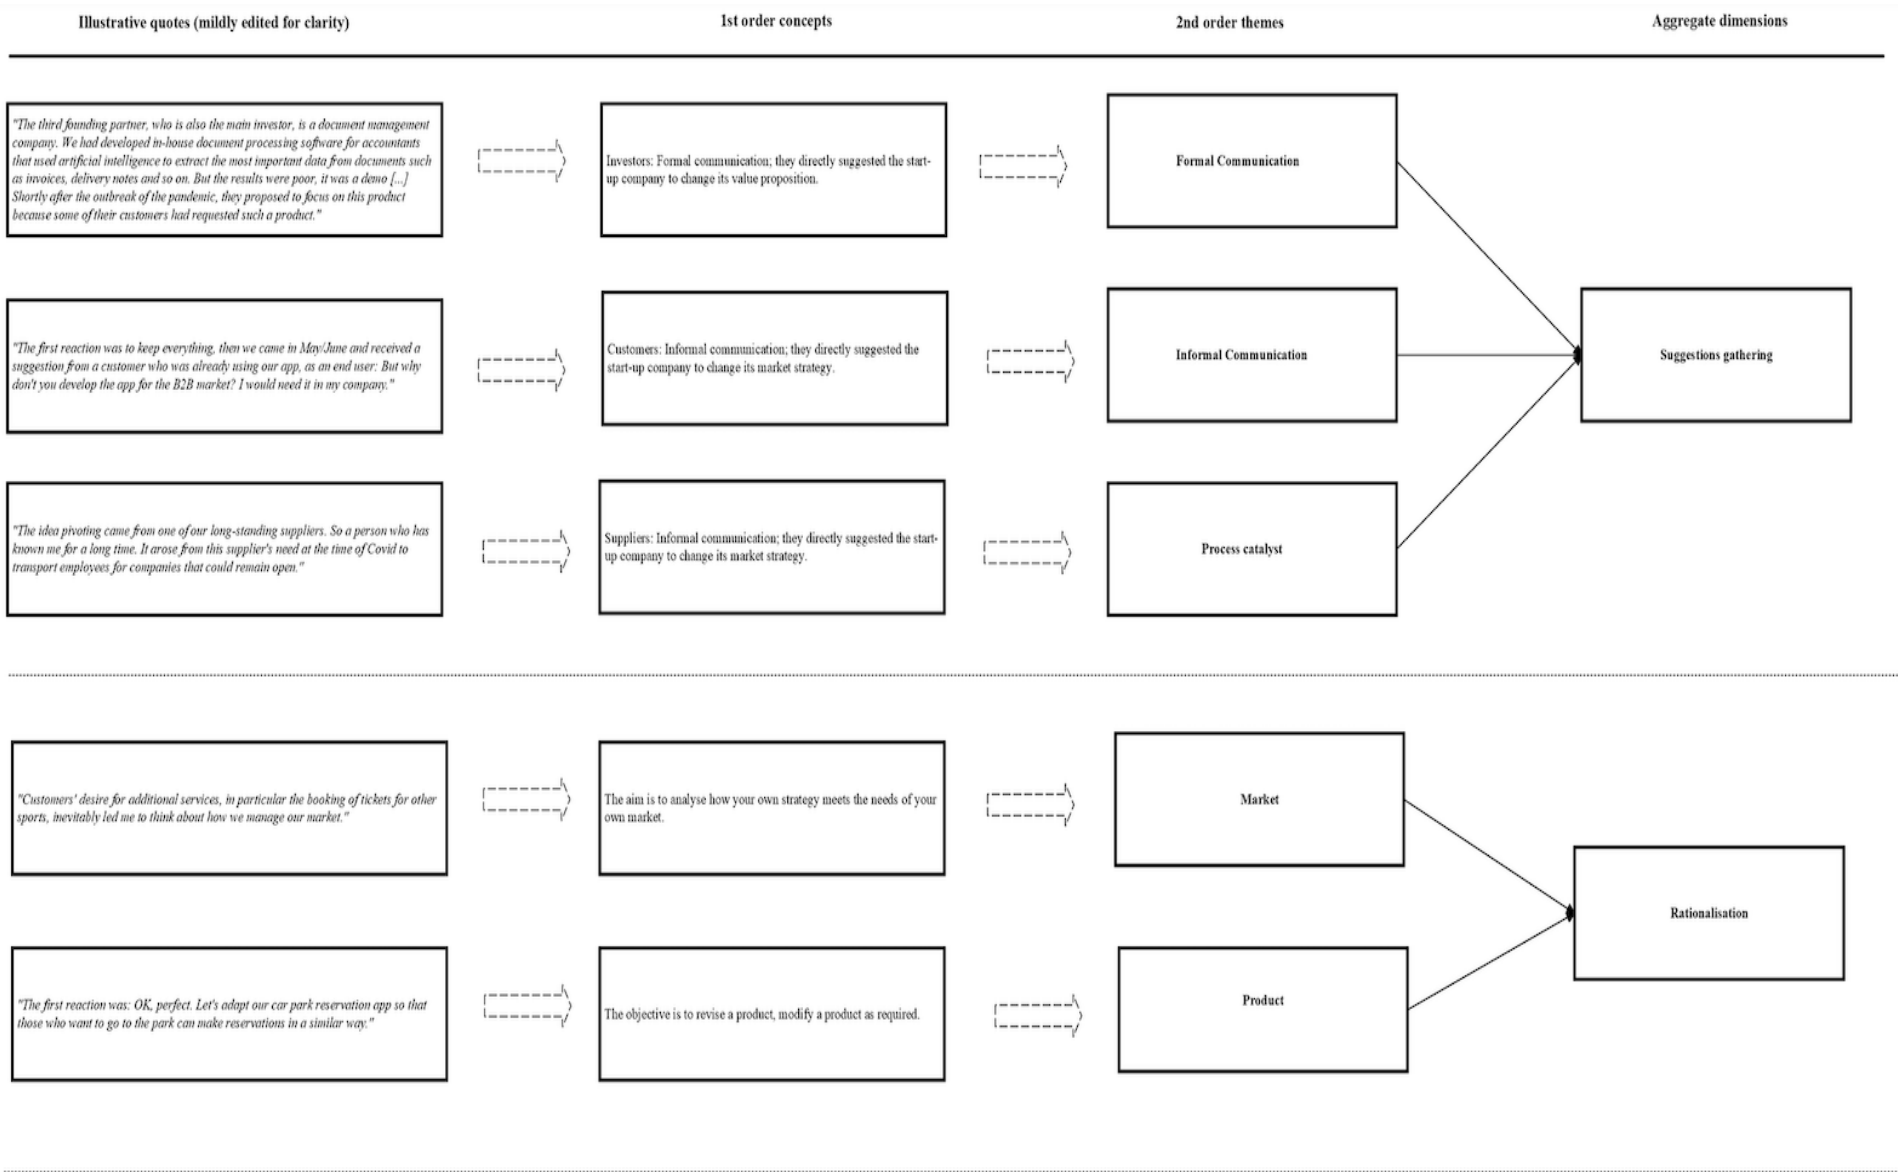 Illustrative quotes (mildly edited for clarity)
1st order concepts
2nd order themes
Aggregate dimensions
"The third founding partner, who is also the main investor, is a document management
company. We had developed in-house document processing software for accountants
that used artificial intelligence to extract the most important data from documents such
as invoices, delivery notes and so on. But the results were poor, it was a demo [...]
Shortly after the outbreak of the pandemic, they proposed to focus on this product
because some of their customers had requested such a product."
Investors: Formal communication; they directly suggested the start-
up company to change its value proposition.
Formal Communication
"The first reaction was to keep everything, then we came in May/June and received a
suggestion from a customer who was already using our app, as an end user: But why
don't you develop the app for the B2B market? I would need it in my company."
Customers: Informal communication; they directly suggested the
start-up company to change its market strategy.
Informal Communication
Suggestions gathering
"The idea pivoting came from one of our long-standing suppliers. So a person who has
known me for a long time. It arose from this supplier's need at the time of Covid to
transport employees for companies that could remain open."
Suppliers: Informal communication; they directly suggested the start-
up company to change its market strategy.
Process catalyst
"Customers' desire for additional services, in particular the booking of tickets for other
sports, inevitably led me to think about how we manage our market."
The aim is to analyse how your own strategy meets the needs of your
own market.
Market
Rationalisation
"The first reaction was: OK, perfect. Let's adapt our car park reservation app so that
those who want to go to the park can make reservations in a similar way."
The objective is to revise a product, modify a product as required.
Product